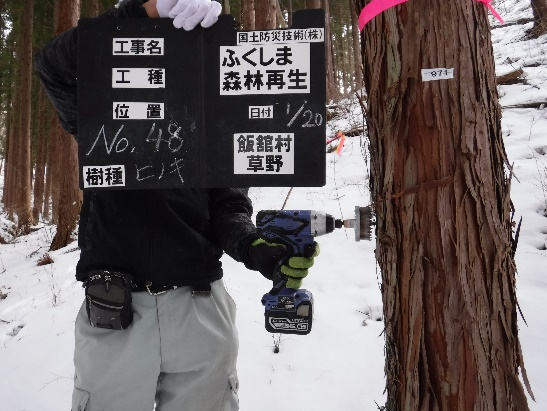 工事名
工種
位置
No. 48
樹種 ヒノキ
国土防災技術(株)
ふくしま
森林再生
日付 1/20
飯舘村
草野